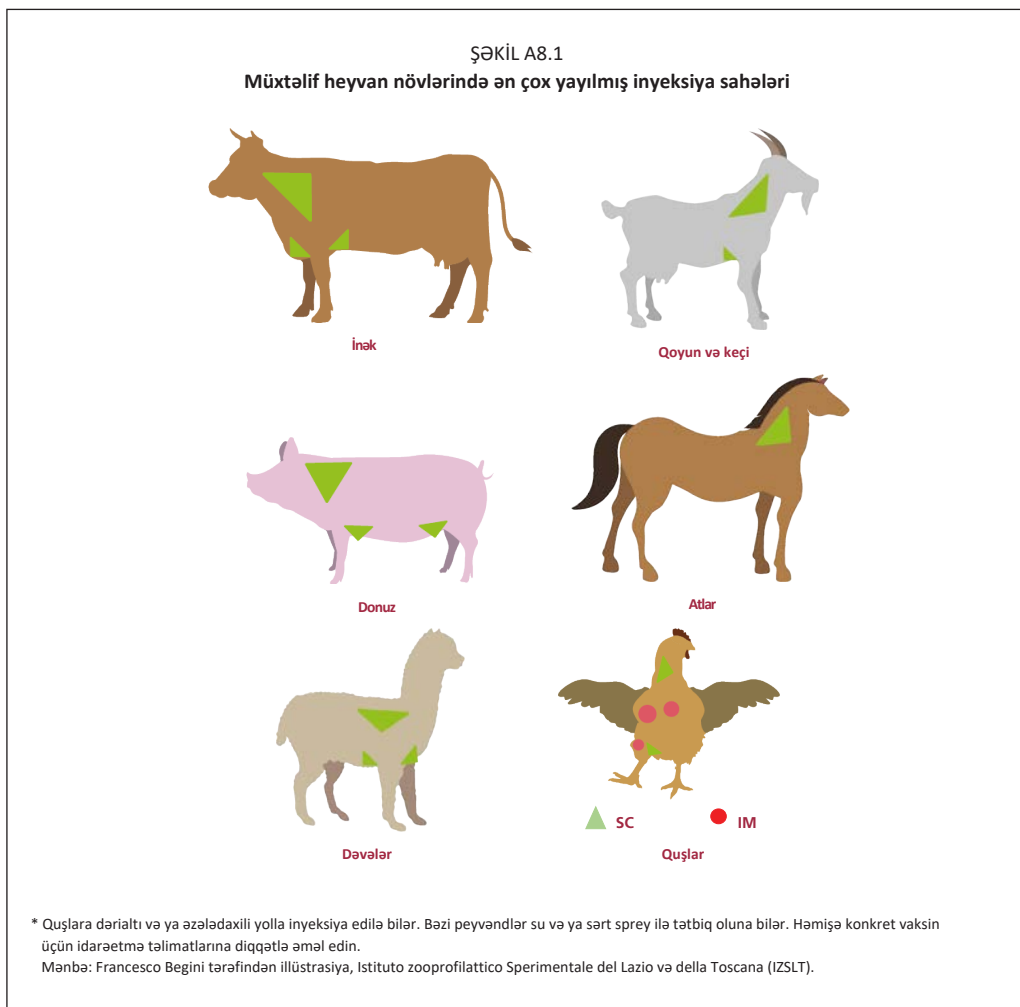 ŞƏKİL A8.1
Müxtəlif heyvan növlərində ən çox yayılmış inyeksiya sahələri
İnək
Qoyun və keçi
Donuz
Atlar
SC
IM
Dəvələr
Quşlar
* Quşlara dərialtı və ya əzələdaxili yolla inyeksiya edilə bilər. Bəzi peyvəndlər su və ya sərt sprey ilə tətbiq oluna bilər. Həmişə konkret vaksin
üçün idarəetmə təlimatlarına diqqətlə əməl edin.
Mənbə: Francesco Begini tərəfindən illüstrasiya, Istituto zooprofilattico Sperimentale del Lazio və della Toscana (IZSLT).